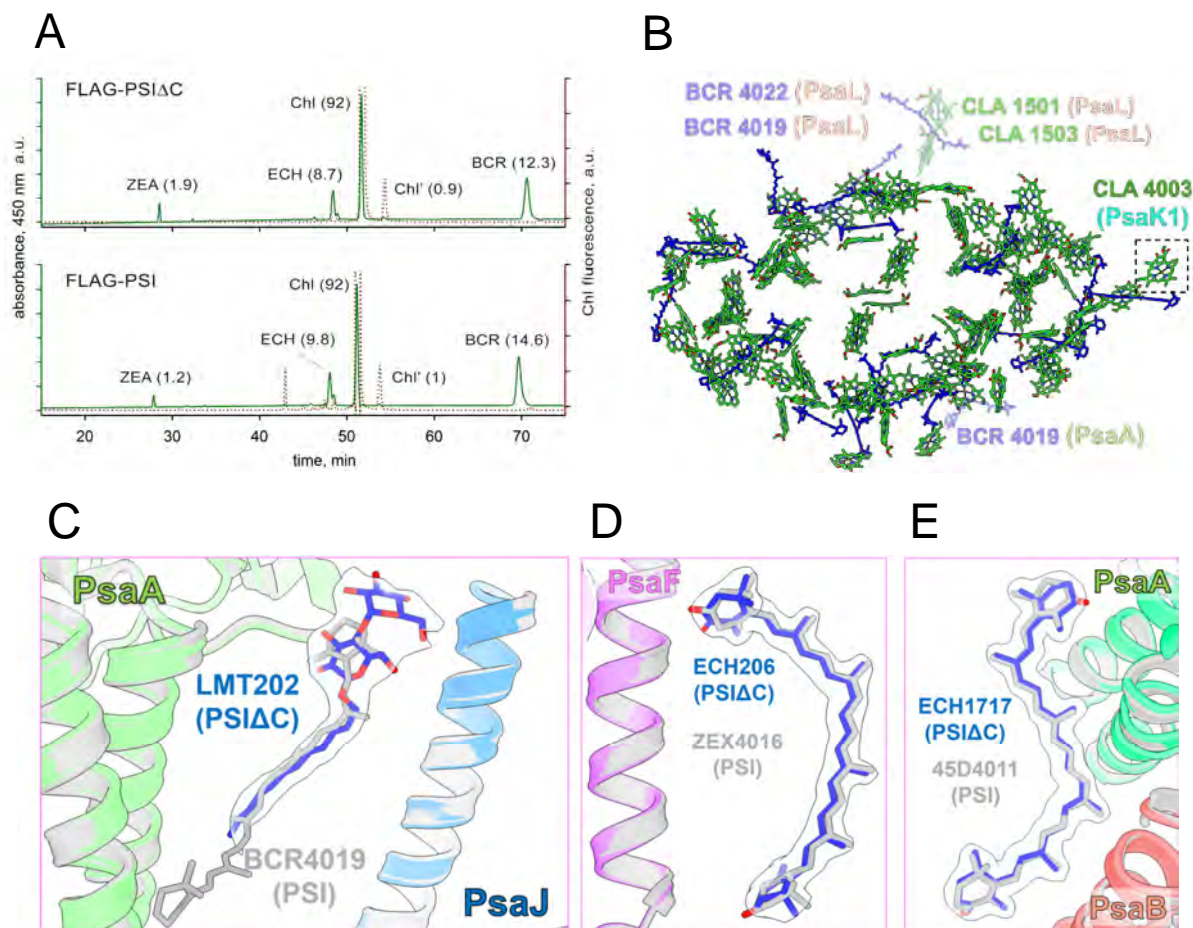 A
FLAG-PSIΔC
ZEA (1.9)
ECH (8.7)
Chl (92)
Chl' (0.9)
BCR (12.3)
FLAG-PSI
ZEA (1.2)
ECH (9.8)
Chl (92)
Chl' (1)
BCR (14.6)
absorbance, 450 nm a.u.
Chl fluorescence, a.u.
20 30 40 50 60 70
time, min
B
BCR 4022 (PsaL)
BCR 4019 (PsaL)
CLA 1501 (PsaL)
CLA 1503 (PsaL)
CLA 4003
(PsaK1)
BCR 4019 (PsaA)
C
PsaA
LMT202
(PSIΔC)
BCR4019
(PSI)
PsaJ
D
PsaF
ECH206
(PSIΔC)
ZEX4016
(PSI)
E
PsaA
ECH1717
(PSIΔC)
45D4011
(PSI)
PsaB